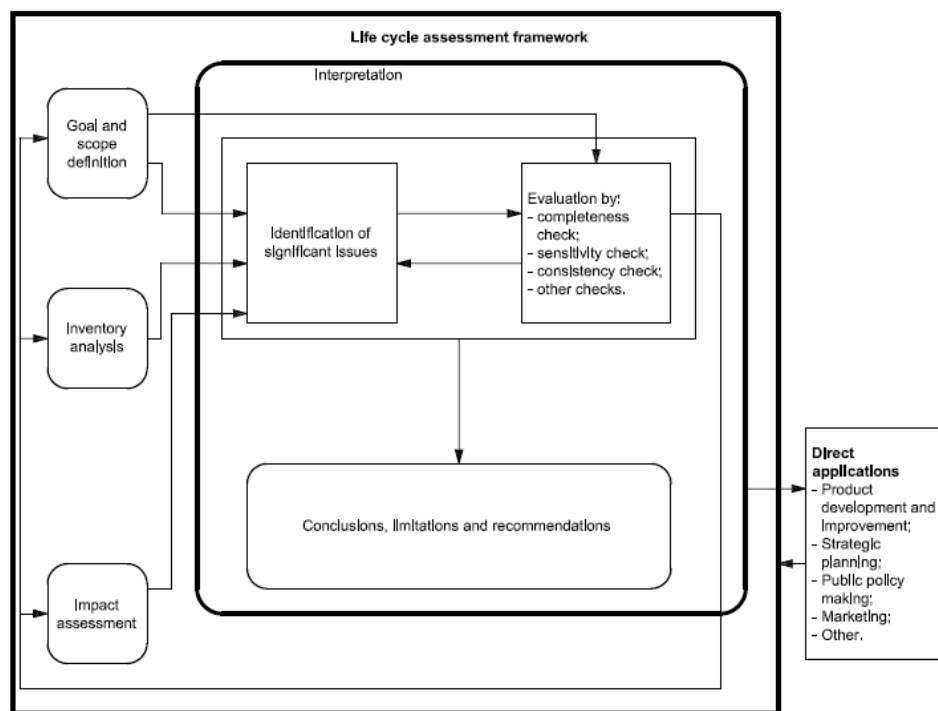 Life cycle assessment framework
Interpretation
Goal and
scope
definition
Identification of
significant issues
Evaluation by:
– completeness
check;
– sensitivity check;
– consistency check;
– other checks.
Inventory
analysis
Conclusions, limitations and recommendations
Impact
assessment
Direct
applications
– Product
development and
improvement;
– Strategic
planning;
– Public policy
making;
– Marketing;
– Other.